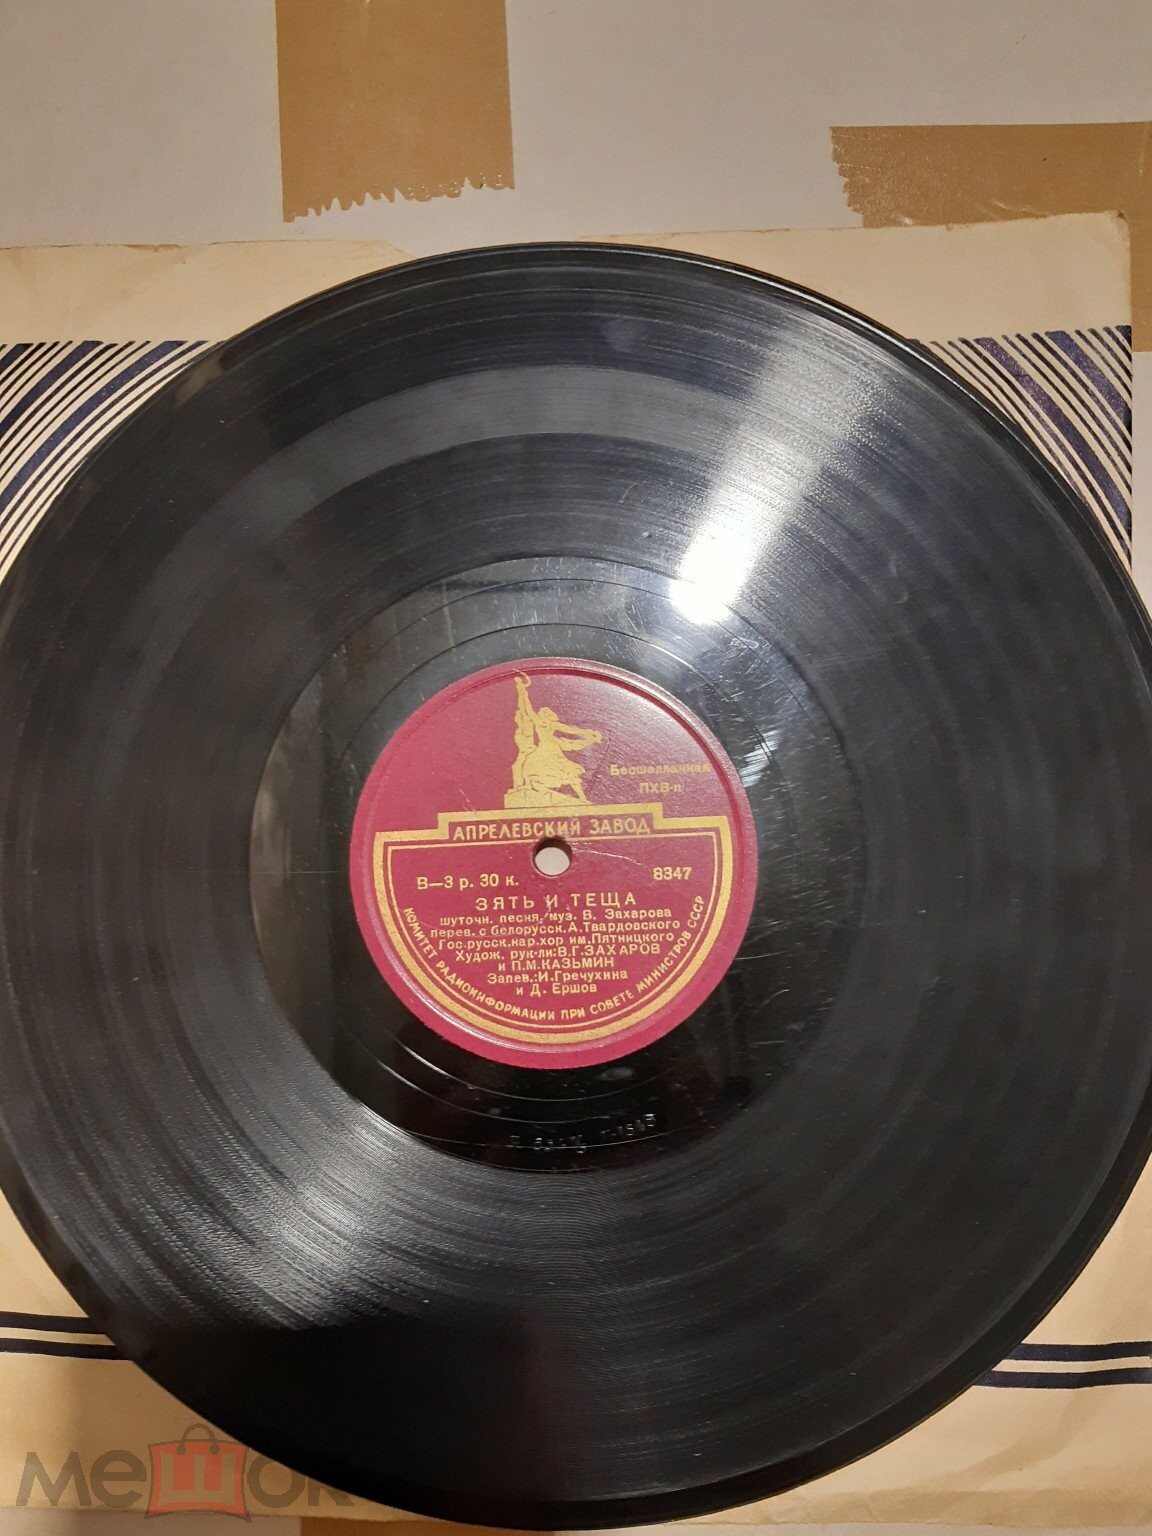 Бесшеллачная
ПХВ-п
АПРЕЛЕВСКИЙ ЗАВОД
В—3 р. 30 к. 8347
ЗЯТЬ И ТЕЩА
шуточн. песня, муз. В. Захарова
перев. с белорусск. А. Твардовского
Гос. русск. нар. хор им. Пятницкого
Худож. рук-ли: В. Г. ЗАХАРОВ
и П. М. КАЗЬМИН
Запев.: И. Гречухина
и Д. Ершов
КОМИТЕТ РАДИОИНФОРМАЦИИ ПРИ СОВЕТЕ МИНИСТРОВ СССР
мешок